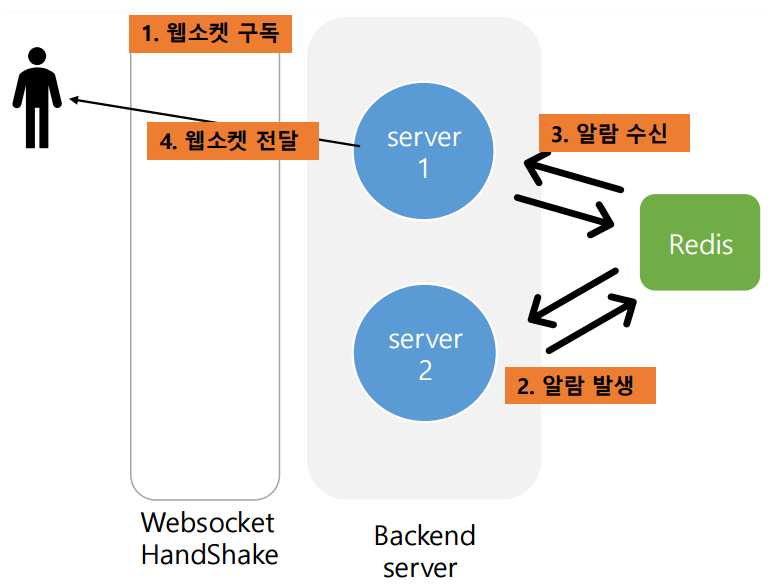 1. 웹소켓 구독
4. 웹소켓 전달
server
1
3. 알람 수신
Redis
server
2
2. 알람 발생
Websocket
HandShake
Backend
server